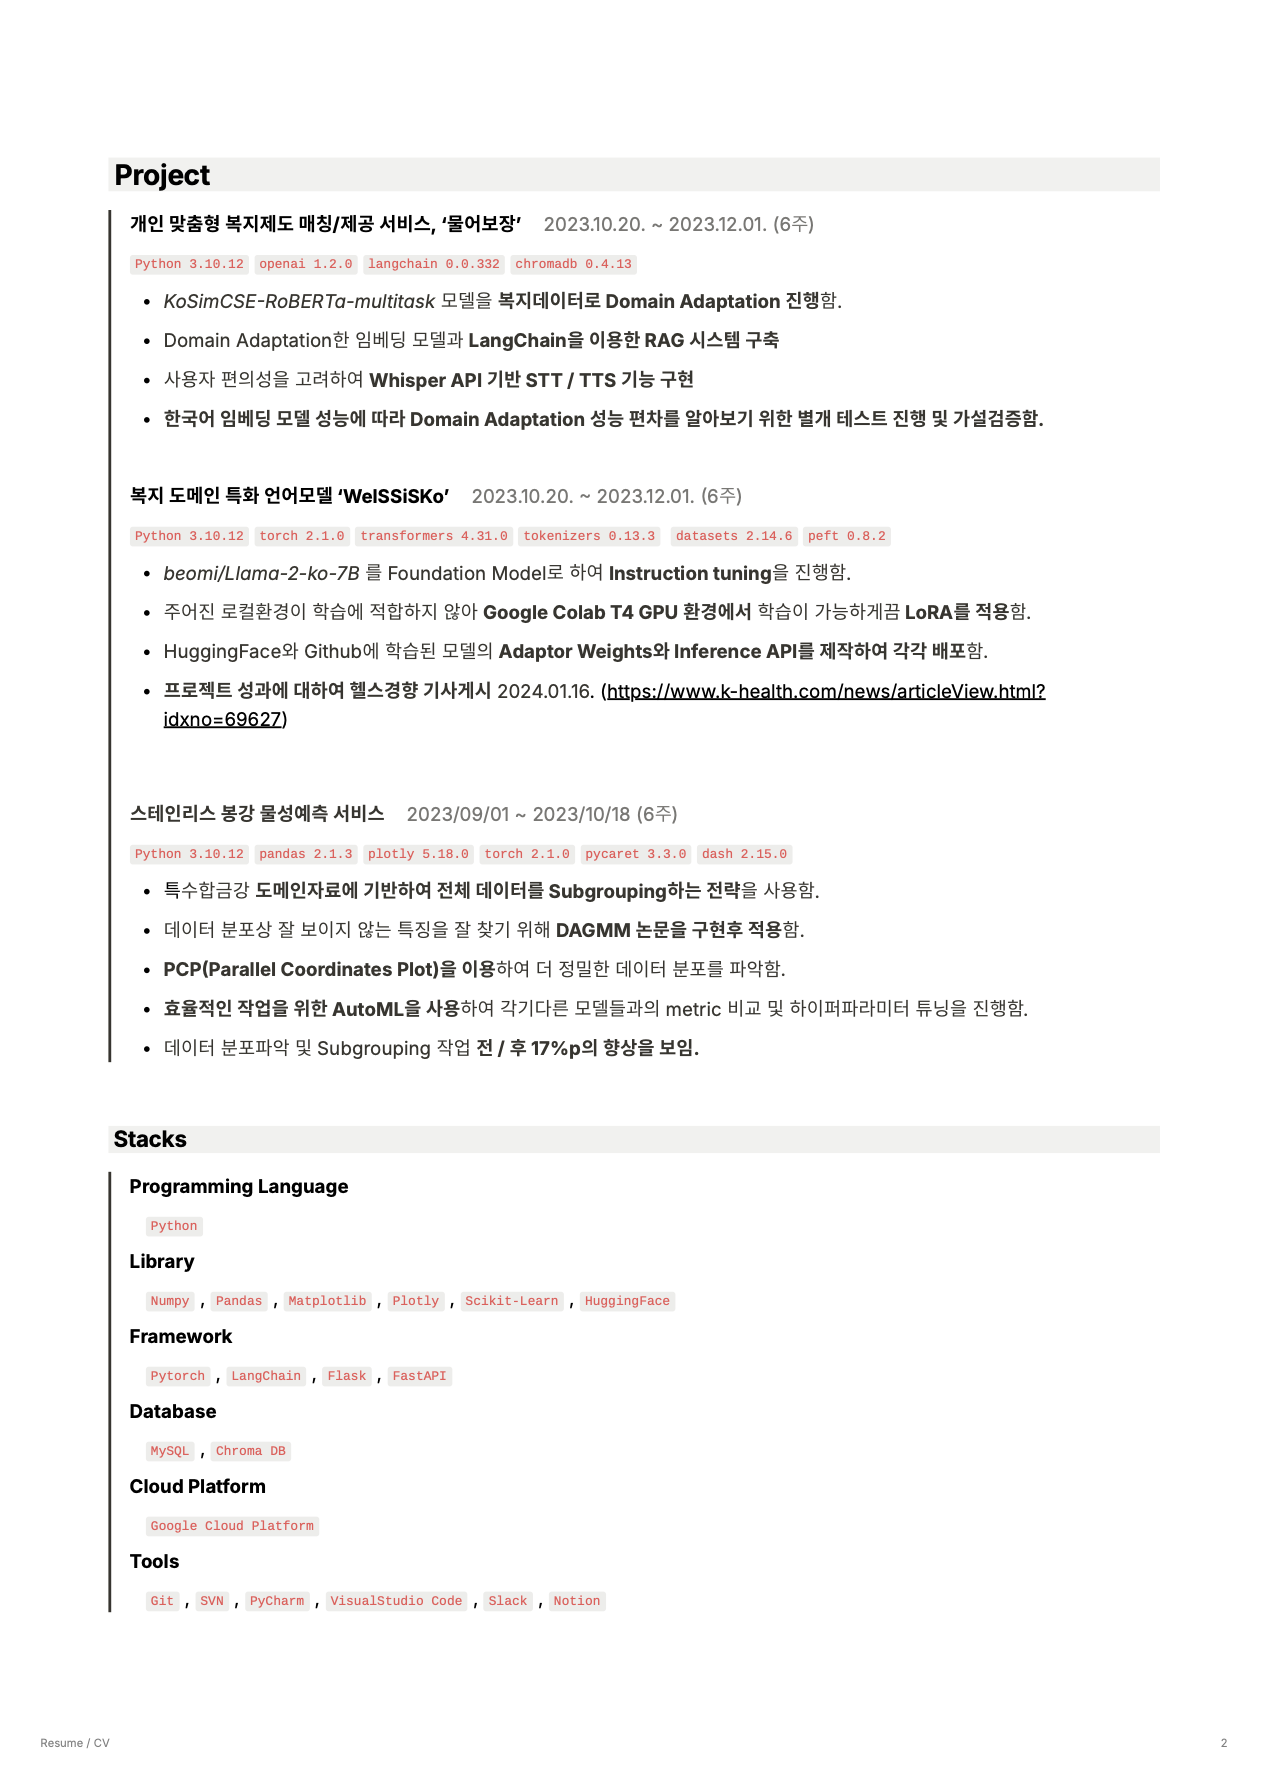 Project
개인 맞춤형 복지제도 매칭/제공 서비스, ‘물어보장’ 2023.10.20. ~ 2023.12.01. (6주)
Python 3.10.12 openai 1.2.0 langchain 0.0.332 chromadb 0.4.13
• KoSimCSE-RoBERTa-multitask 모델을 복지데이터로 Domain Adaptation 진행함.
• Domain Adaptation한 임베딩 모델과 LangChain을 이용한 RAG 시스템 구축
• 사용자 편의성을 고려하여 Whisper API 기반 STT / TTS 기능 구현
• 한국어 임베딩 모델 성능에 따라 Domain Adaptation 성능 편차를 알아보기 위한 별개 테스트 진행 및 가설검증함.
복지 도메인 특화 언어모델 ‘WelSSiSKo’ 2023.10.20. ~ 2023.12.01. (6주)
Python 3.10.12 torch 2.1.0 transformers 4.31.0 tokenizers 0.13.3 datasets 2.14.6 peft 0.8.2
• beomi/Llama-2-ko-7B 를 Foundation Model로 하여 Instruction tuning을 진행함.
• 주어진 로컬환경이 학습에 적합하지 않아 Google Colab T4 GPU 환경에서 학습이 가능하게끔 LoRA를 적용함.
• HuggingFace와 Github에 학습된 모델의 Adaptor Weights와 Inference API를 제작하여 각각 배포함.
• 프로젝트 성과에 대하여 헬스경향 기사게시 2024.01.16. (https://www.k-health.com/news/articleView.html?
idxno=69627)
스테인리스 봉강 물성예측 서비스 2023/09/01 ~ 2023/10/18 (6주)
Python 3.10.12 pandas 2.1.3 plotly 5.18.0 torch 2.1.0 pycaret 3.3.0 dash 2.15.0
• 특수합금강 도메인자료에 기반하여 전체 데이터를 Subgrouping하는 전략을 사용함.
• 데이터 분포상 잘 보이지 않는 특징을 잘 찾기 위해 DAGMM 논문을 구현후 적용함.
• PCP(Parallel Coordinates Plot)을 이용하여 더 정밀한 데이터 분포를 파악함.
• 효율적인 작업을 위한 AutoML을 사용하여 각기다른 모델들과의 metric 비교 및 하이퍼파라미터 튜닝을 진행함.
• 데이터 분포파악 및 Subgrouping 작업 전 / 후 17%p의 향상을 보임.
Stacks
Programming Language
Python
Library
Numpy , Pandas , Matplotlib , Plotly , Scikit-Learn , HuggingFace
Framework
Pytorch , LangChain , Flask , FastAPI
Database
MySQL , Chroma DB
Cloud Platform
Google Cloud Platform
Tools
Git , SVN , PyCharm , VisualStudio Code , Slack , Notion
Resume / CV 2